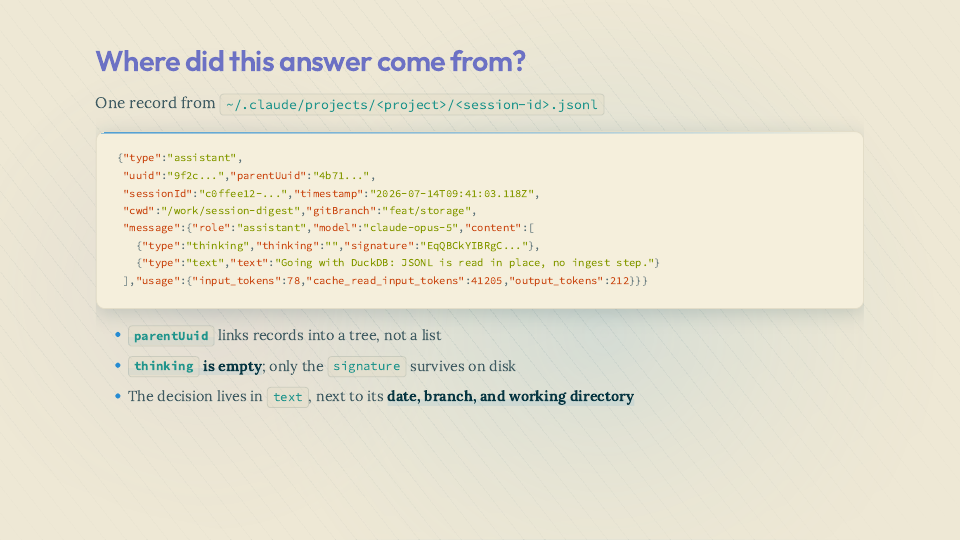 Where did this answer come from?
One record from ~/.claude/projects/<project>/<session-id>.jsonl
{"type":"assistant",
"uuid":"9f2c...","parentUuid":"4b71...",
"sessionId":"c0ffee12-...","timestamp":"2026-07-14T09:41:03.118Z",
"cwd":"/work/session-digest","gitBranch":"feat/storage",
"message":{"role":"assistant","model":"claude-opus-5","content":[
{"type":"thinking","thinking":"","signature":"EqQBCkYIBRgC..."},
{"type":"text","text":"Going with DuckDB: JSONL is read in place, no ingest step."}
],"usage":{"input_tokens":78,"cache_read_input_tokens":41205,"output_tokens":212}}}
• parentUuid links records into a tree, not a list
• thinking is empty; only the signature survives on disk
• The decision lives in text, next to its date, branch, and working directory